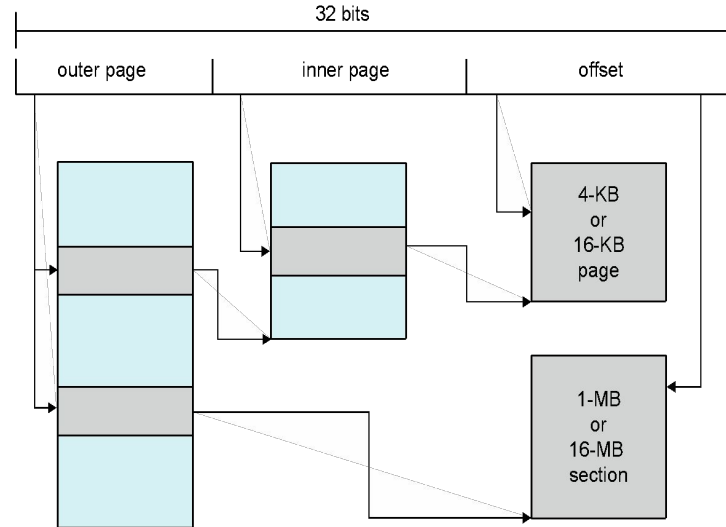 32 bits
outer page
inner page
offset
4-KB
or
16-KB
page
1-MB
or
16-MB
section